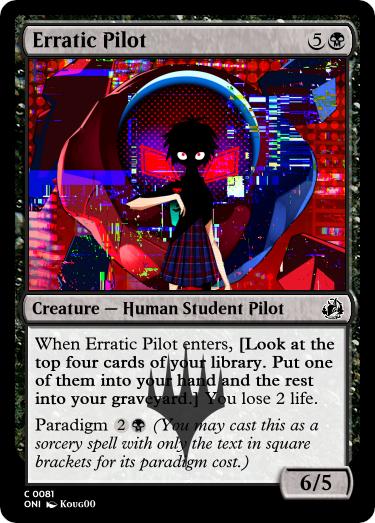 Erratic Pilot 5
Creature — Human Student Pilot
When Erratic Pilot enters, [Look at the
top four cards of your library. Put one
of them into your hand and the rest
into your graveyard.] You lose 2 life.
Paradigm 2 (You may cast this as a
sorcery spell with only the text in square
brackets for its paradigm cost.)
6/5
C 0081
ONI Koug00